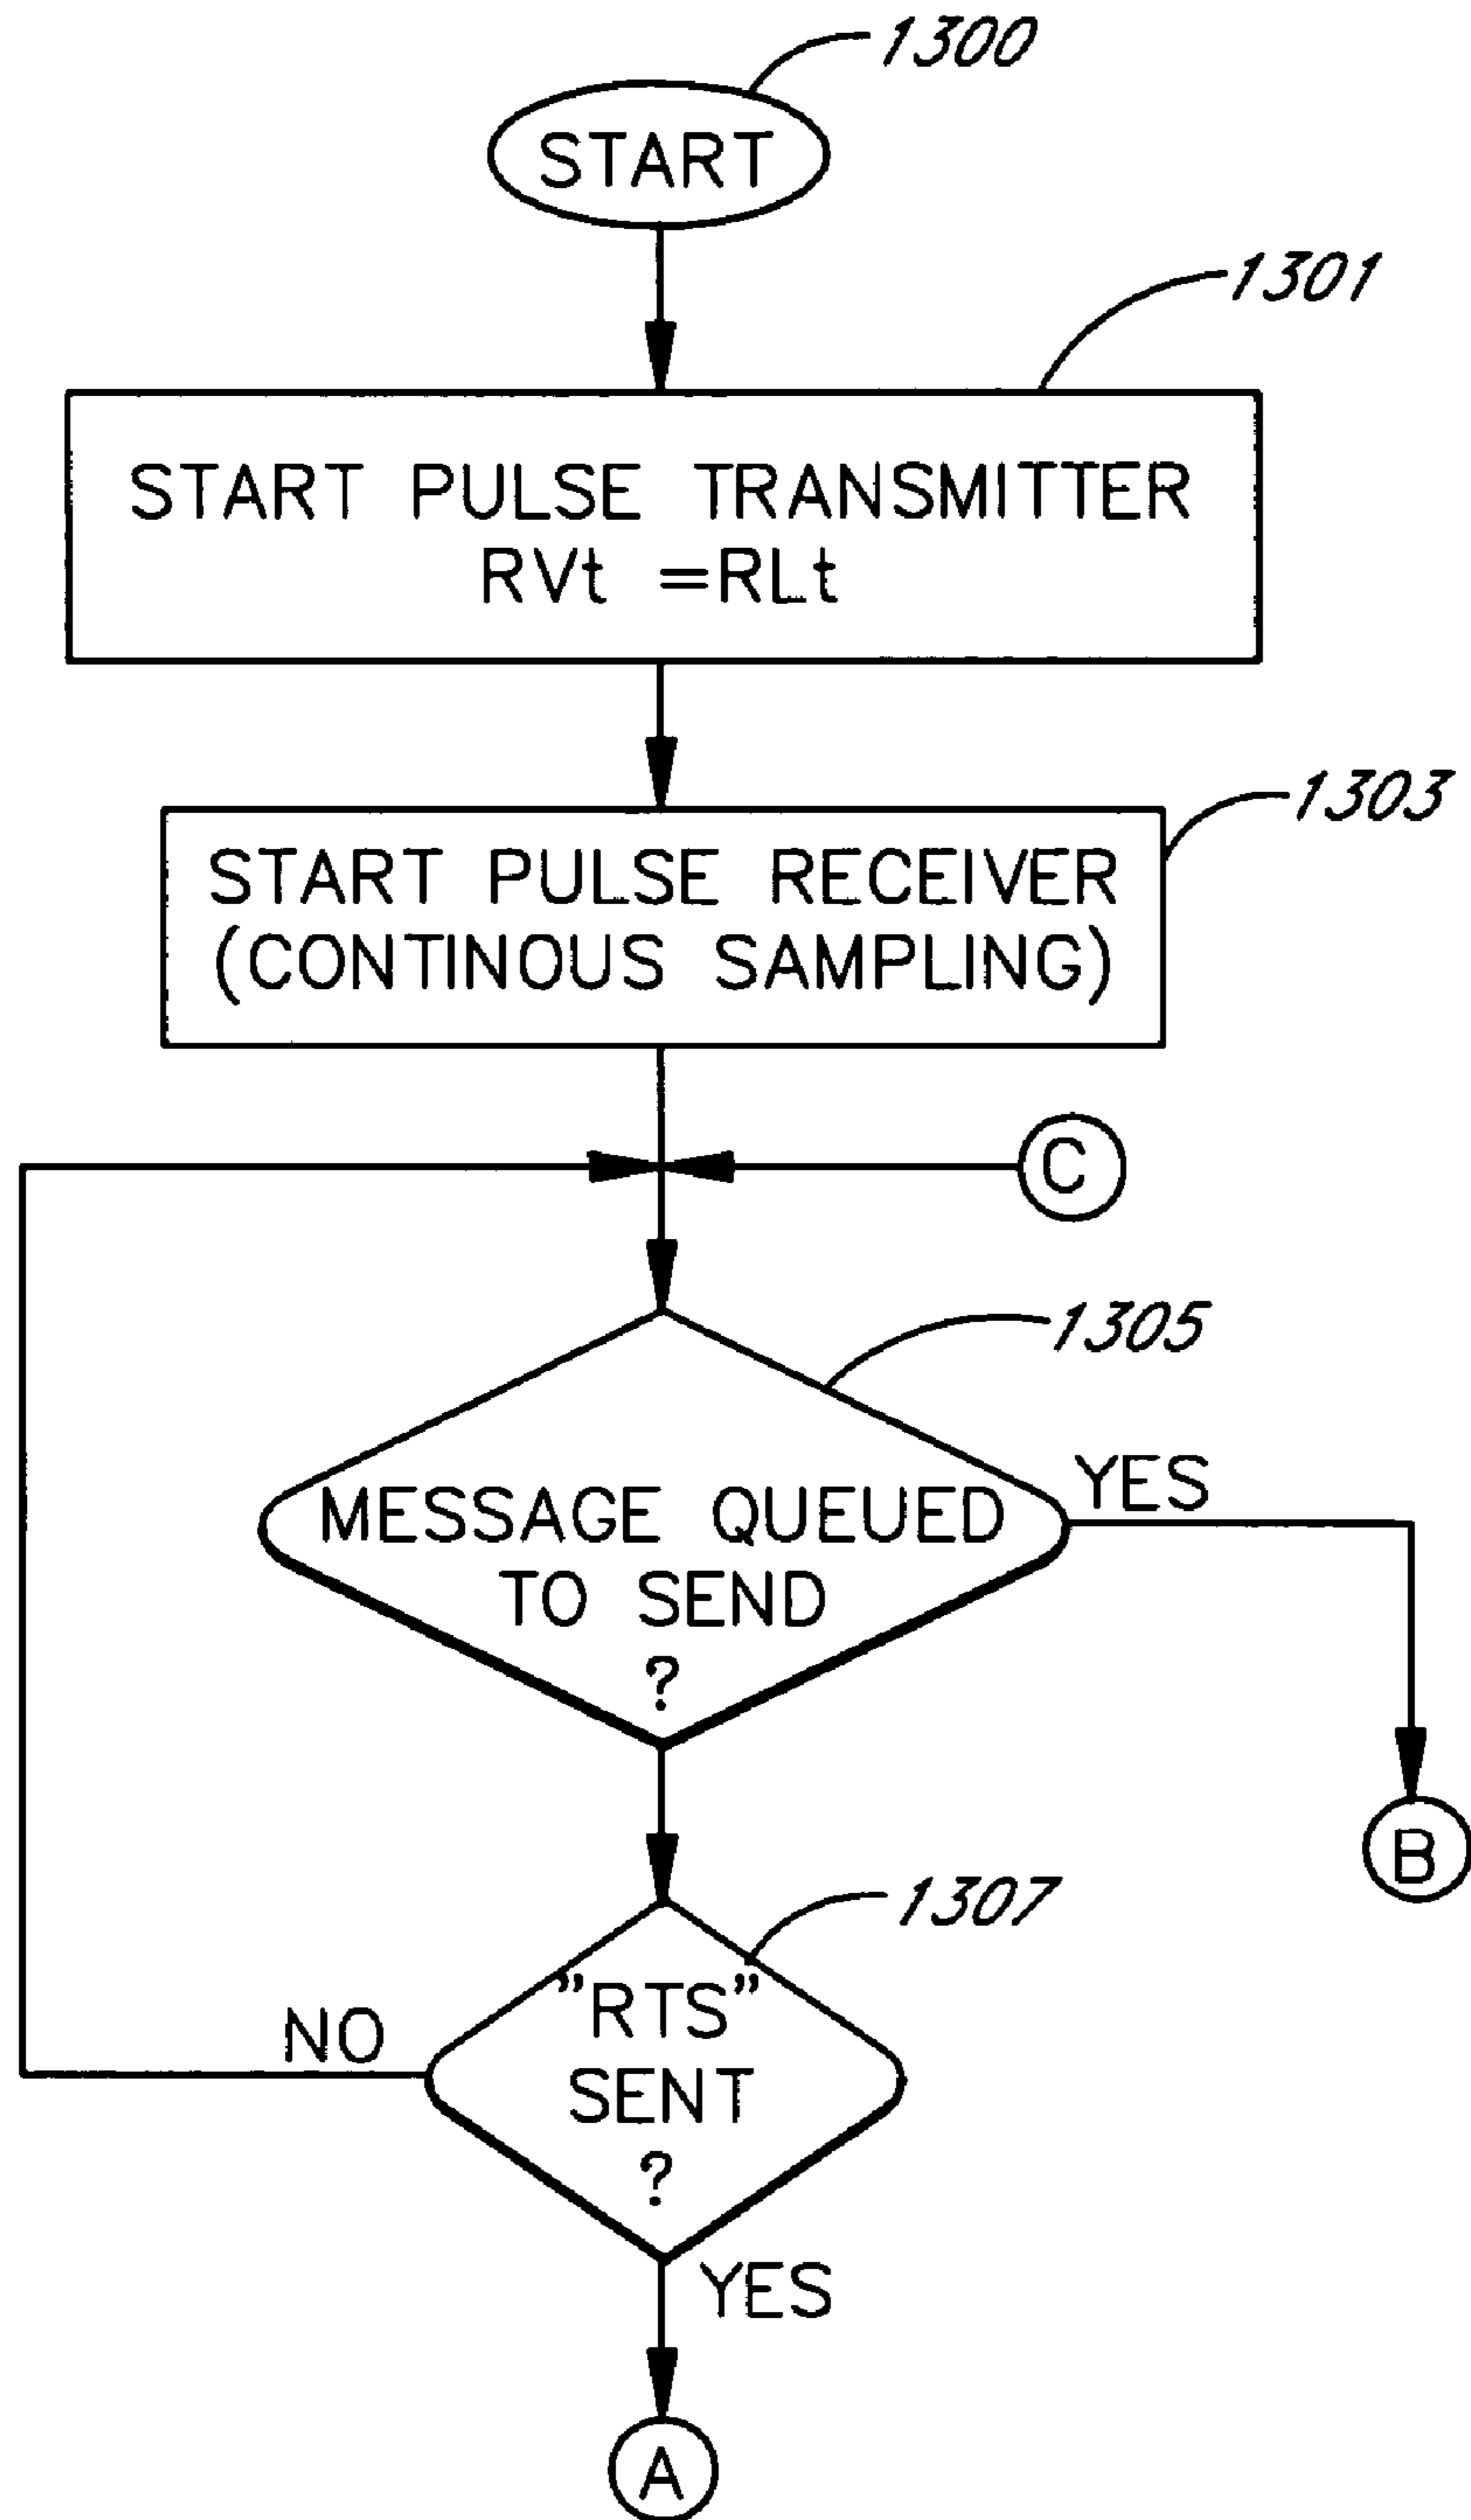 1300
START
1301
START PULSE TRANSMITTER
RVt =RLt
1303
START PULSE RECEIVER
(CONTINOUS SAMPLING)
C
1305
YES
MESSAGE QUEUED
TO SEND
?
B
1307
"RTS"
NO
SENT
?
YES
A